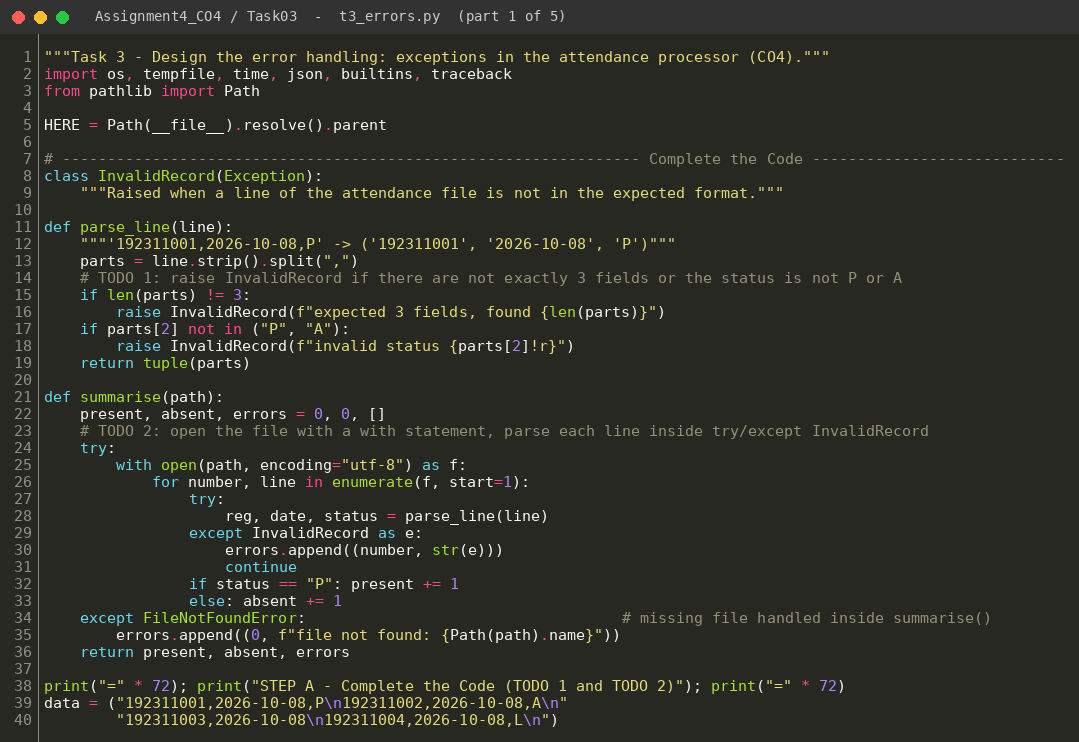 Assignment4_CO4 / Task03  -  t3_errors.py  (part 1 of 5)
1 """Task 3 - Design the error handling: exceptions in the attendance processor (CO4)."""
2 import os, tempfile, time, json, builtins, traceback
3 from pathlib import Path
4
5 HERE = Path(__file__).resolve().parent
6
7 # ---------------------------------------------------------------- Complete the Code ----------------------------
8 class InvalidRecord(Exception):
9     """Raised when a line of the attendance file is not in the expected format."""
10
11 def parse_line(line):
12     """'192311001,2026-10-08,P' -> ('192311001', '2026-10-08', 'P')"""
13     parts = line.strip().split(",")
14     # TODO 1: raise InvalidRecord if there are not exactly 3 fields or the status is not P or A
15     if len(parts) != 3:
16         raise InvalidRecord(f"expected 3 fields, found {len(parts)}")
17     if parts[2] not in ("P", "A"):
18         raise InvalidRecord(f"invalid status {parts[2]!r}")
19     return tuple(parts)
20
21 def summarise(path):
22     present, absent, errors = 0, 0, []
23     # TODO 2: open the file with a with statement, parse each line inside try/except InvalidRecord
24     try:
25         with open(path, encoding="utf-8") as f:
26             for number, line in enumerate(f, start=1):
27                 try:
28                     reg, date, status = parse_line(line)
29                 except InvalidRecord as e:
30                     errors.append((number, str(e)))
31                     continue
32                 if status == "P": present += 1
33                 else: absent += 1
34     except FileNotFoundError:                                   # missing file handled inside summarise()
35         errors.append((0, f"file not found: {Path(path).name}"))
36     return present, absent, errors
37
38 print("=" * 72); print("STEP A - Complete the Code (TODO 1 and TODO 2)"); print("=" * 72)
39 data = ("192311001,2026-10-08,P\n192311002,2026-10-08,A\n"
40         "192311003,2026-10-08\n192311004,2026-10-08,L\n")